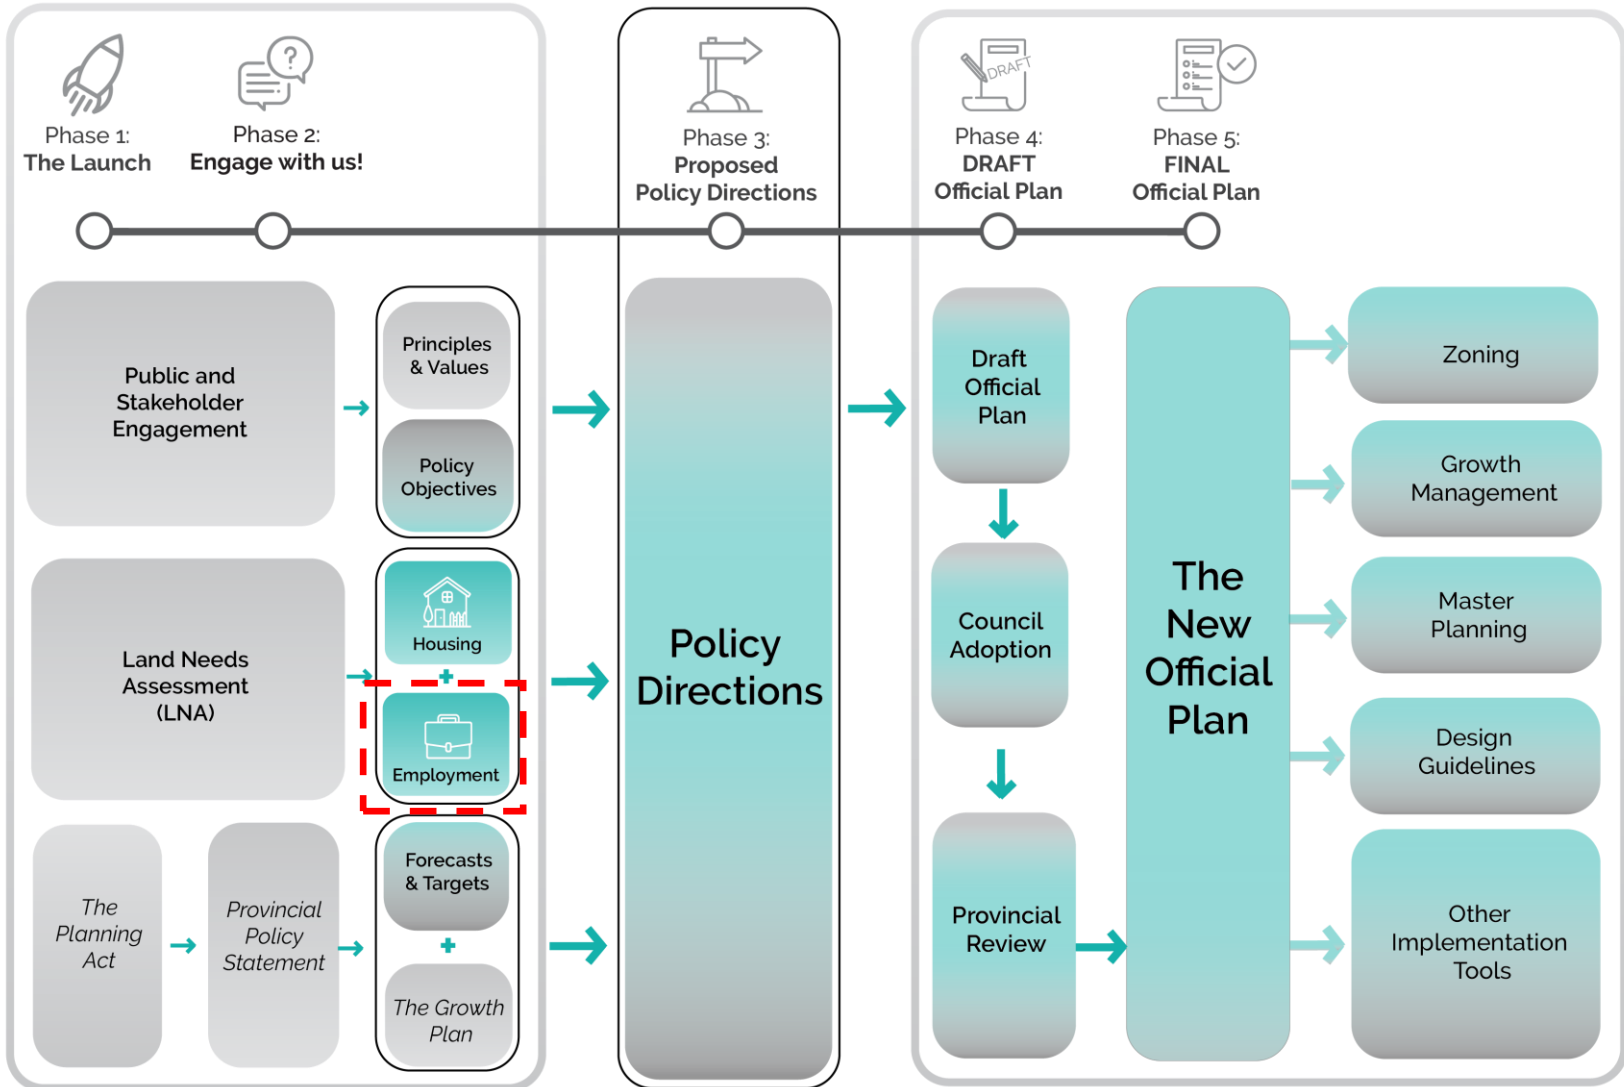 Phase 1:
The Launch
Phase 2:
Engage with us!
Phase 3:
Proposed
Policy Directions
DRAFT
Phase 4:
DRAFT
Official Plan
Phase 5:
FINAL
Official Plan
Public and
Stakeholder
Engagement
Principles
& Values
Policy
Objectives
Land Needs
Assessment
(LNA)
Housing
+
Employment
The
Planning
Act
Provincial
Policy
Statement
Forecasts
& Targets
+
The Growth
Plan
Policy
Directions
Draft
Official
Plan
Council
Adoption
Provincial
Review
The
New
Official
Plan
Zoning
Growth
Management
Master
Planning
Design
Guidelines
Other
Implementation
Tools